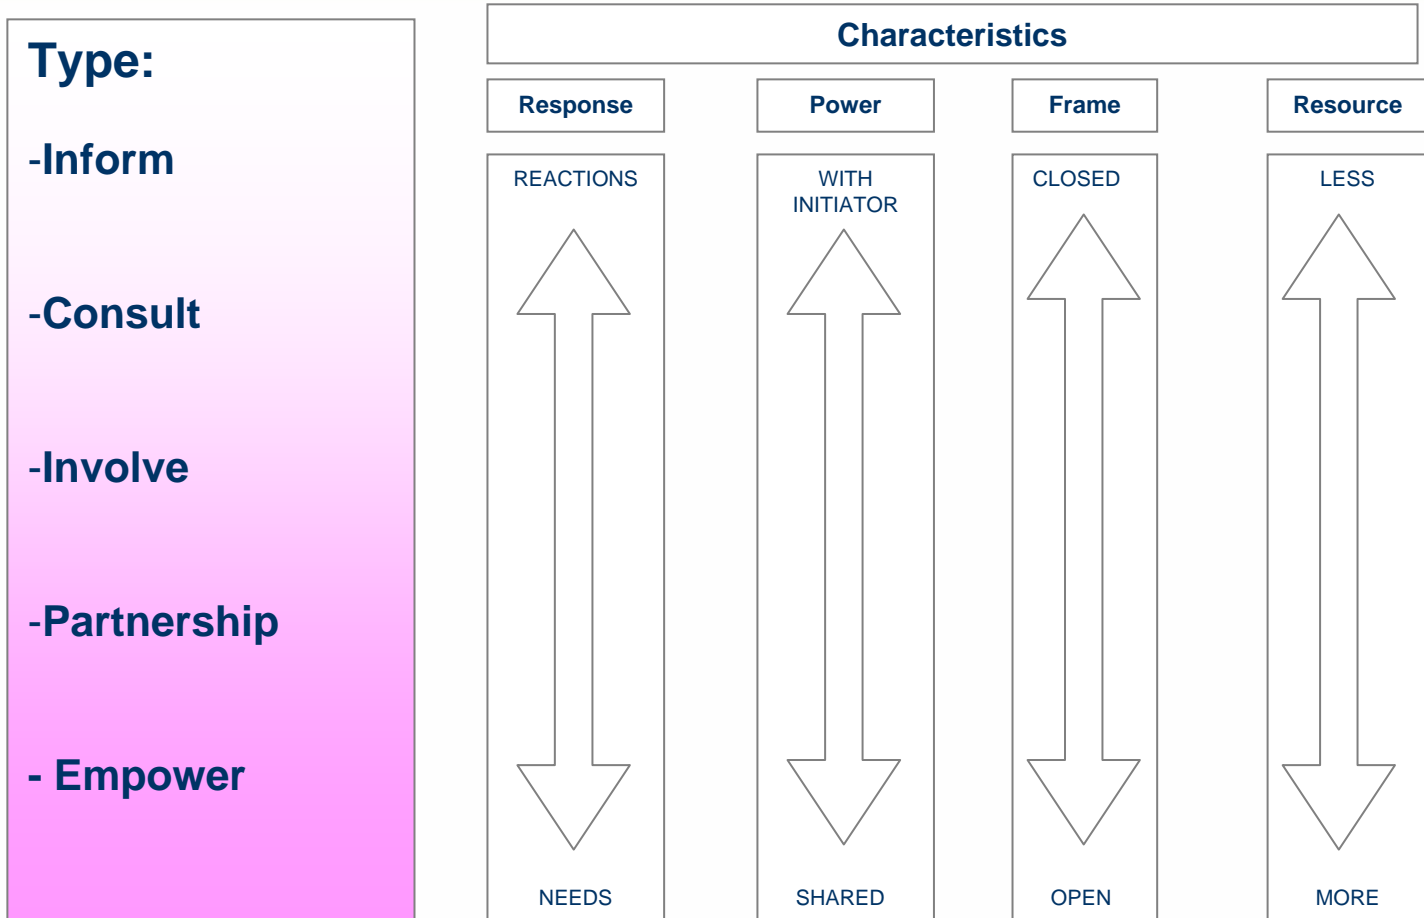 Type:
-Inform
-Consult
-Involve
-Partnership
- Empower
Characteristics
Response
Power
Frame
Resource
REACTIONS
WITH
INITIATOR
CLOSED
LESS
NEEDS
SHARED
OPEN
MORE